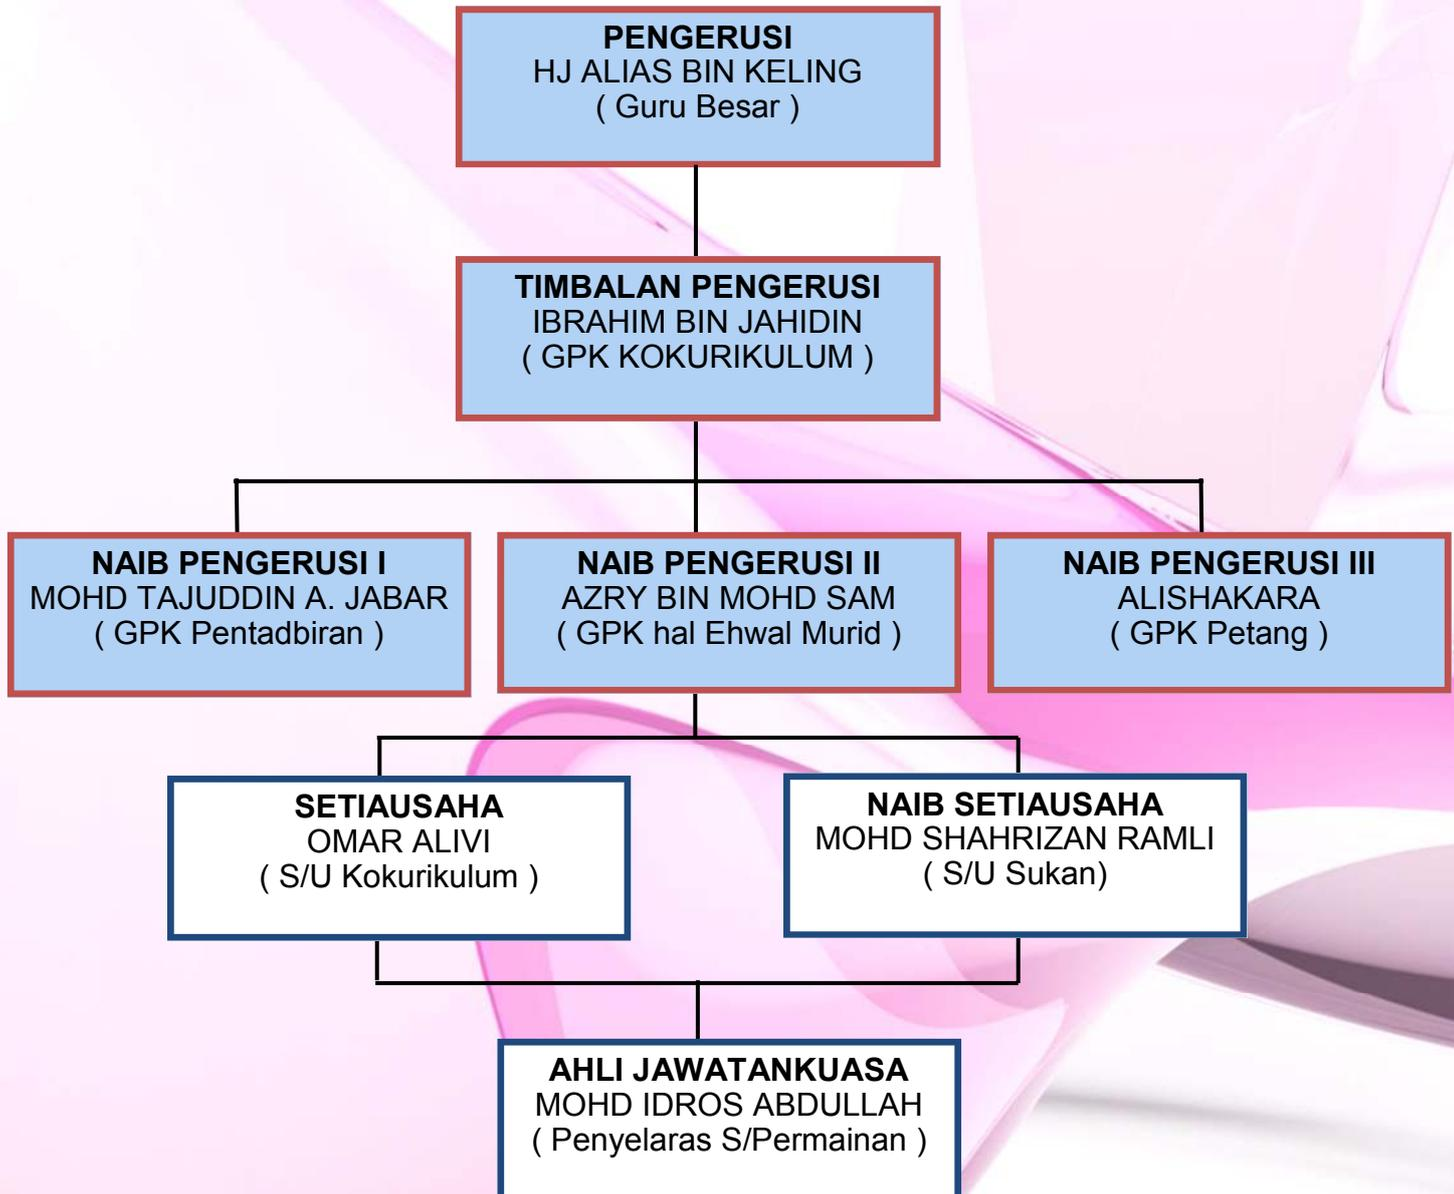 PENGERUSI
HJ ALIAS BIN KELING
( Guru Besar )
TIMBALAN PENGERUSI
IBRAHIM BIN JAHIDIN
( GPK KOKURIKULUM )
NAIB PENGERUSI I
MOHD TAJUDDIN A. JABAR
( GPK Pentadbiran )
NAIB PENGERUSI II
AZRY BIN MOHD SAM
( GPK hal Ehwal Murid )
NAIB PENGERUSI III
ALISHAKARA
( GPK Petang )
SETIAUSAHA
OMAR ALIVI
( S/U Kokurikulum )
NAIB SETIAUSAHA
MOHD SHAHRIZAN RAMLI
( S/U Sukan)
AHLI JAWATANKUASA
MOHD IDROS ABDULLAH
( Penyelaras S/Permainan )